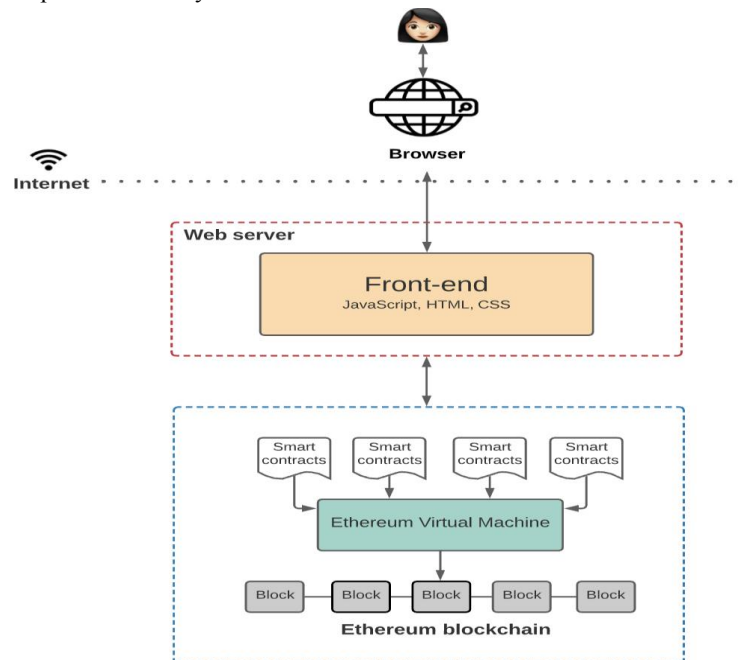 Browser
Internet
Web server
Front-end
JavaScript, HTML, CSS
Smart contracts
Smart contracts
Smart contracts
Smart contracts
Ethereum Virtual Machine
Block Block Block Block Block
Ethereum blockchain